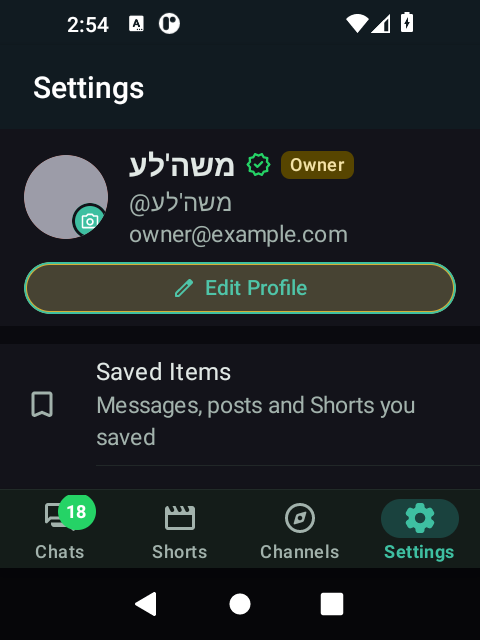 2:54
Settings
משה'לע
Owner
@משה'לע
owner@example.com
Edit Profile
Saved Items
Messages, posts and Shorts you
saved
18
Chats
Shorts
Channels
Settings